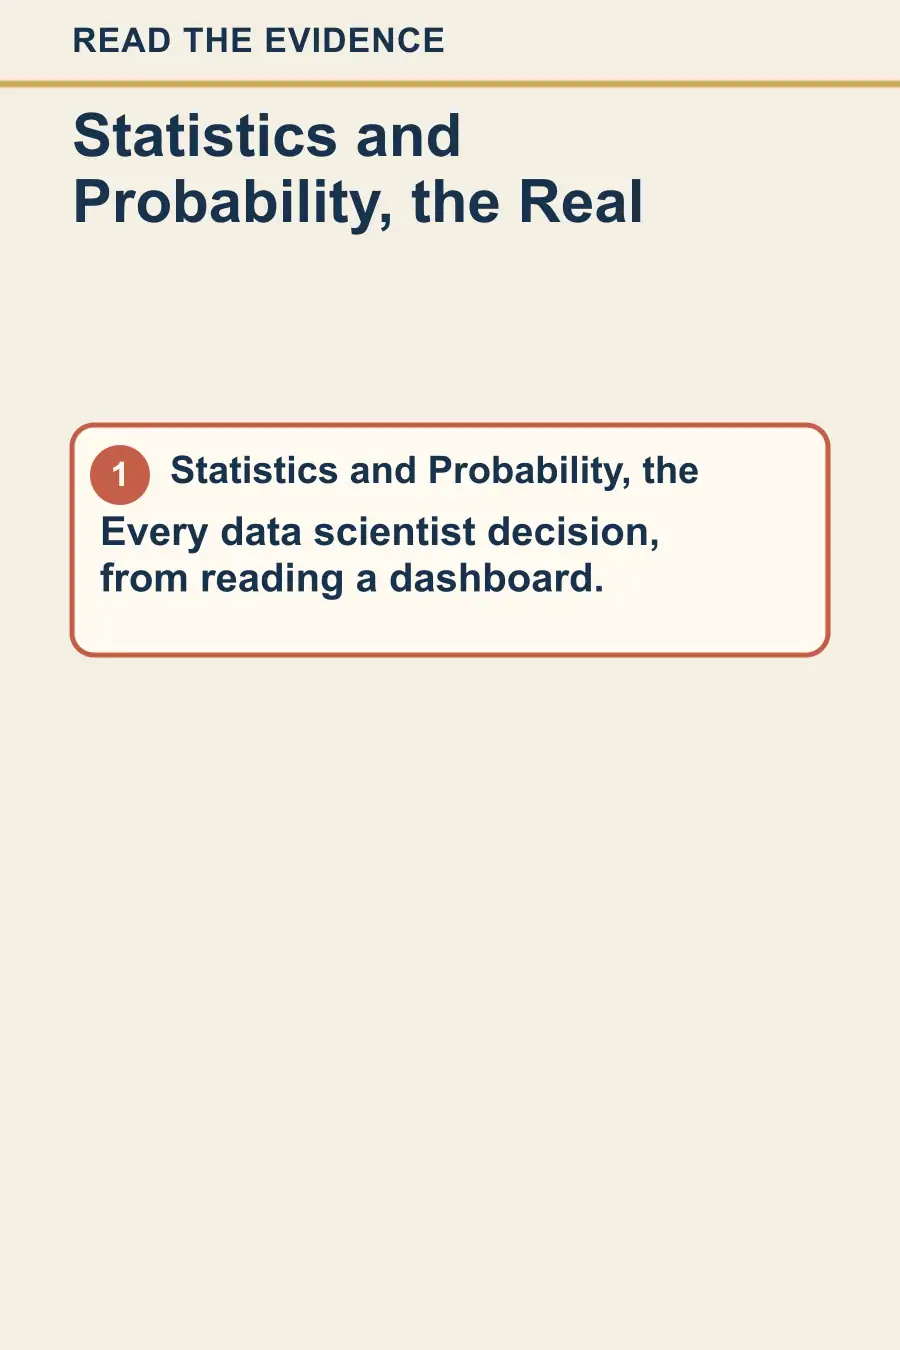 READ THE EVIDENCE
Statistics and
Probability, the Real
1 Statistics and Probability, the
Every data scientist decision,
from reading a dashboard.